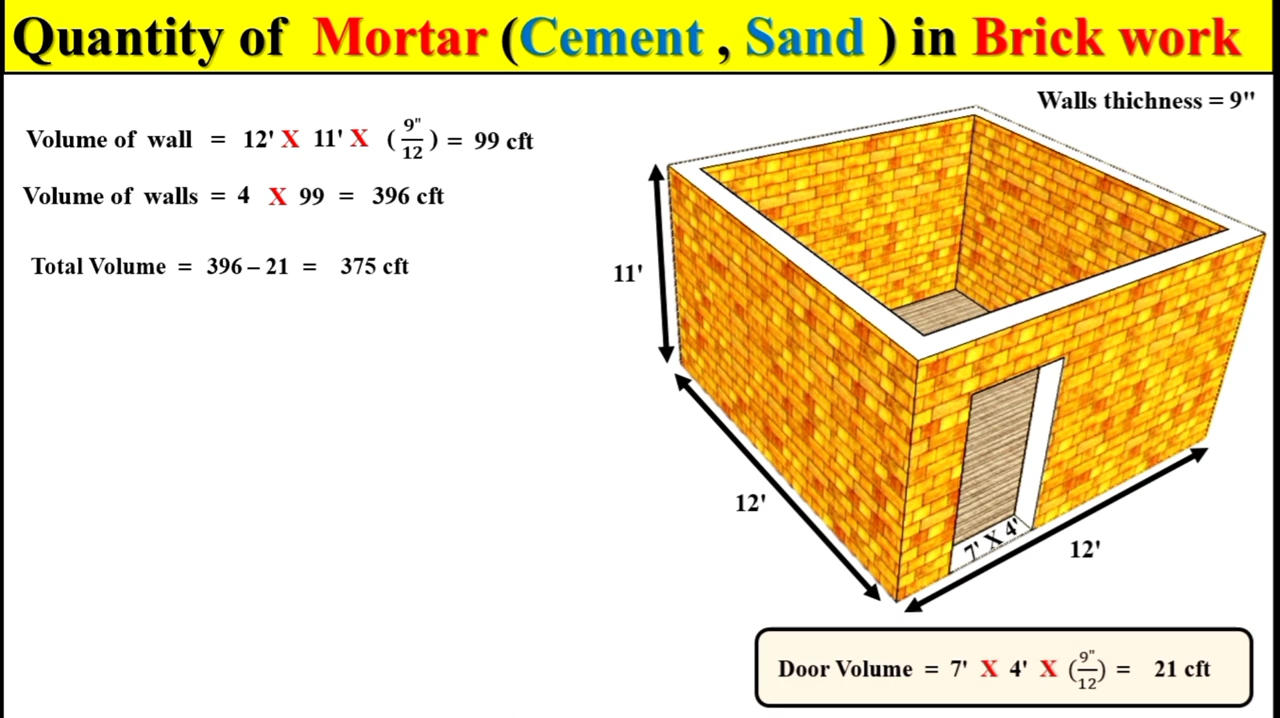 Quantity of Mortar (Cement , Sand ) in Brick work
Walls thichness = 9"
Volume of wall = 12' X 11' X (9"/12) = 99 cft
Volume of walls = 4 X 99 = 396 cft
Total Volume = 396 – 21 = 375 cft
11'
12'
7' X 4'
12'
Door Volume = 7' X 4' X (9"/12) = 21 cft